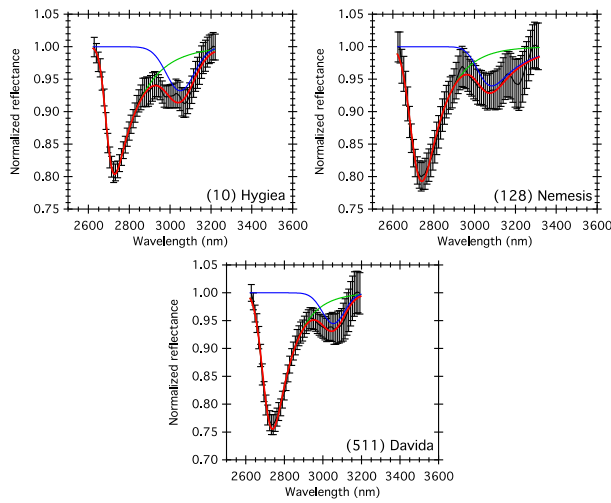 1.05
1.00
0.95
0.90
0.85
0.80
0.75
Normalized reflectance
(10) Hygiea
2600 2800 3000 3200 3400 3600
Wavelength (nm)
1.05
1.00
0.95
0.90
0.85
0.80
0.75
Normalized reflectance
(128) Nemesis
2600 2800 3000 3200 3400 3600
Wavelength (nm)
1.05
1.00
0.95
0.90
0.85
0.80
0.75
0.70
Normalized reflectance
(511) Davida
2600 2800 3000 3200 3400 3600
Wavelength (nm)